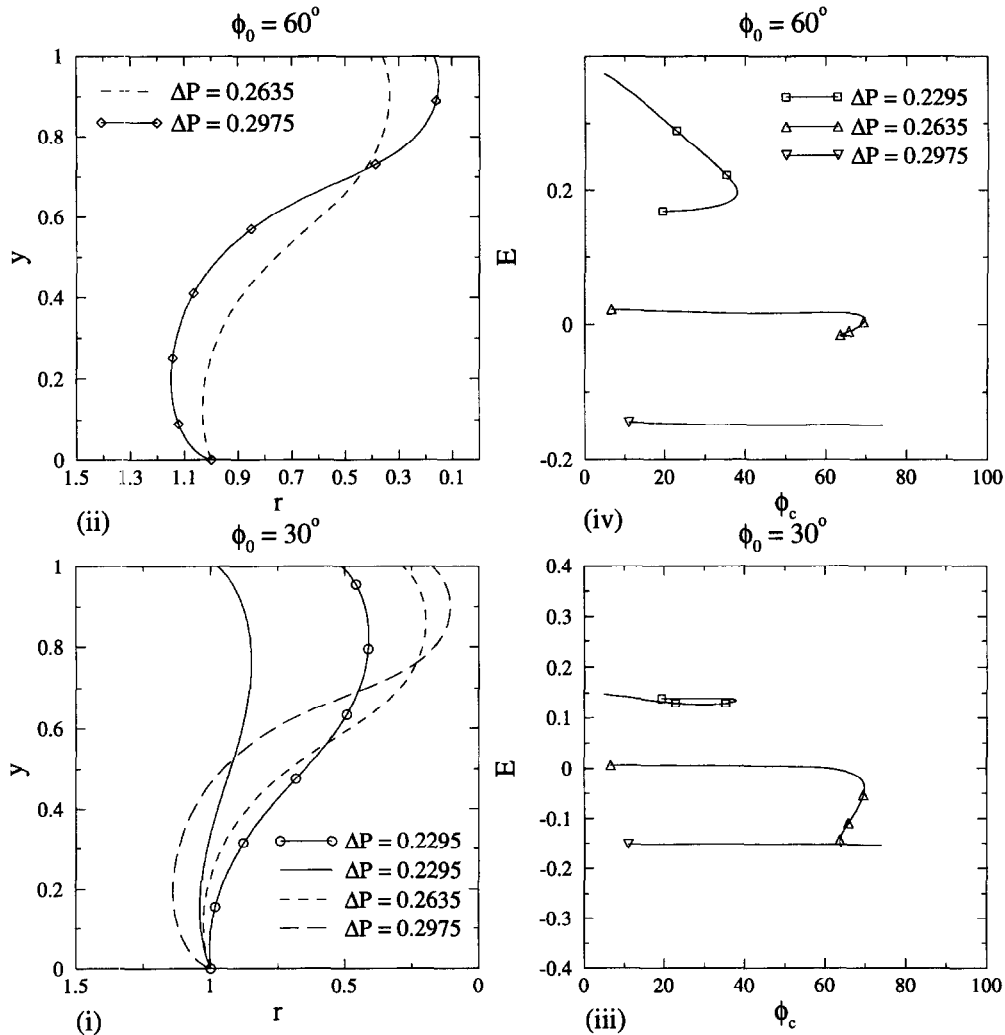 ϕ₀ = 60°
1
0.8
0.6
0.4
0.2
0
y
ΔP = 0.2635
ΔP = 0.2975
1.5 1.3 1.1 0.9 0.7 0.5 0.3 0.1
r
(ii)
ϕ₀ = 60°
0.2
0
-0.2
E
ΔP = 0.2295
ΔP = 0.2635
ΔP = 0.2975
0 20 40 60 80 100
ϕ_c
(iv)
ϕ₀ = 30°
1
0.8
0.6
0.4
0.2
0
y
ΔP = 0.2295
ΔP = 0.2295
ΔP = 0.2635
ΔP = 0.2975
1.5 1 0.5 0
r
(i)
ϕ₀ = 30°
0.4
0.3
0.2
0.1
0
-0.1
-0.2
-0.3
-0.4
E
0 20 40 60 80 100
ϕ_c
(iii)